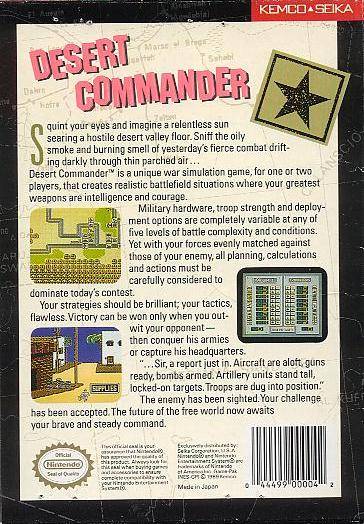 KEMCO▲SEIKA
DESERT
COMMANDER
Squint your eyes and imagine a relentless sun
searing a hostile desert valley floor. Sniff the oily
smoke and burning smell of yesterday's fierce combat drift-
ing darkly through thin parched air...
Desert Commander™ is a unique war simulation game, for one or two
players, that creates realistic battlefield situations where your greatest
weapons are intelligence and courage.
Military hardware, troop strength and deploy-
ment options are completely variable at any of
five levels of battle complexity and conditions.
Yet with your forces evenly matched against
those of your enemy, all planning, calculations
and actions must be
carefully considered to
dominate today's contest.
Your strategies should be brilliant; your tactics,
flawless. Victory can be won only when you out-
wit your opponent—
then conquer his armies
or capture his headquarters.
"...Sir, a report just in. Aircraft are aloft, guns
ready, bombs armed. Artillery units stand tall,
locked-on targets. Troops are dug into position."
The enemy has been sighted. Your challenge
has been accepted. The future of the free world now awaits
your brave and steady command.
SUPPLIES
Official
Nintendo
Seal of Quality
This official seal is your
assurance that Nintendo®
has approved the quality of
this product. Always look for
this seal when buying games
and accessories to ensure
complete compatibility with
your Nintendo Entertainment
System®.
Exclusively distributed by:
Seika Corporation, U.S.A.
Nintendo® and Nintendo
Entertainment System® are
trademarks of Nintendo
of America Inc. Game Pak
© 1989 Kemco
Made in Japan
0 44499 00004 2